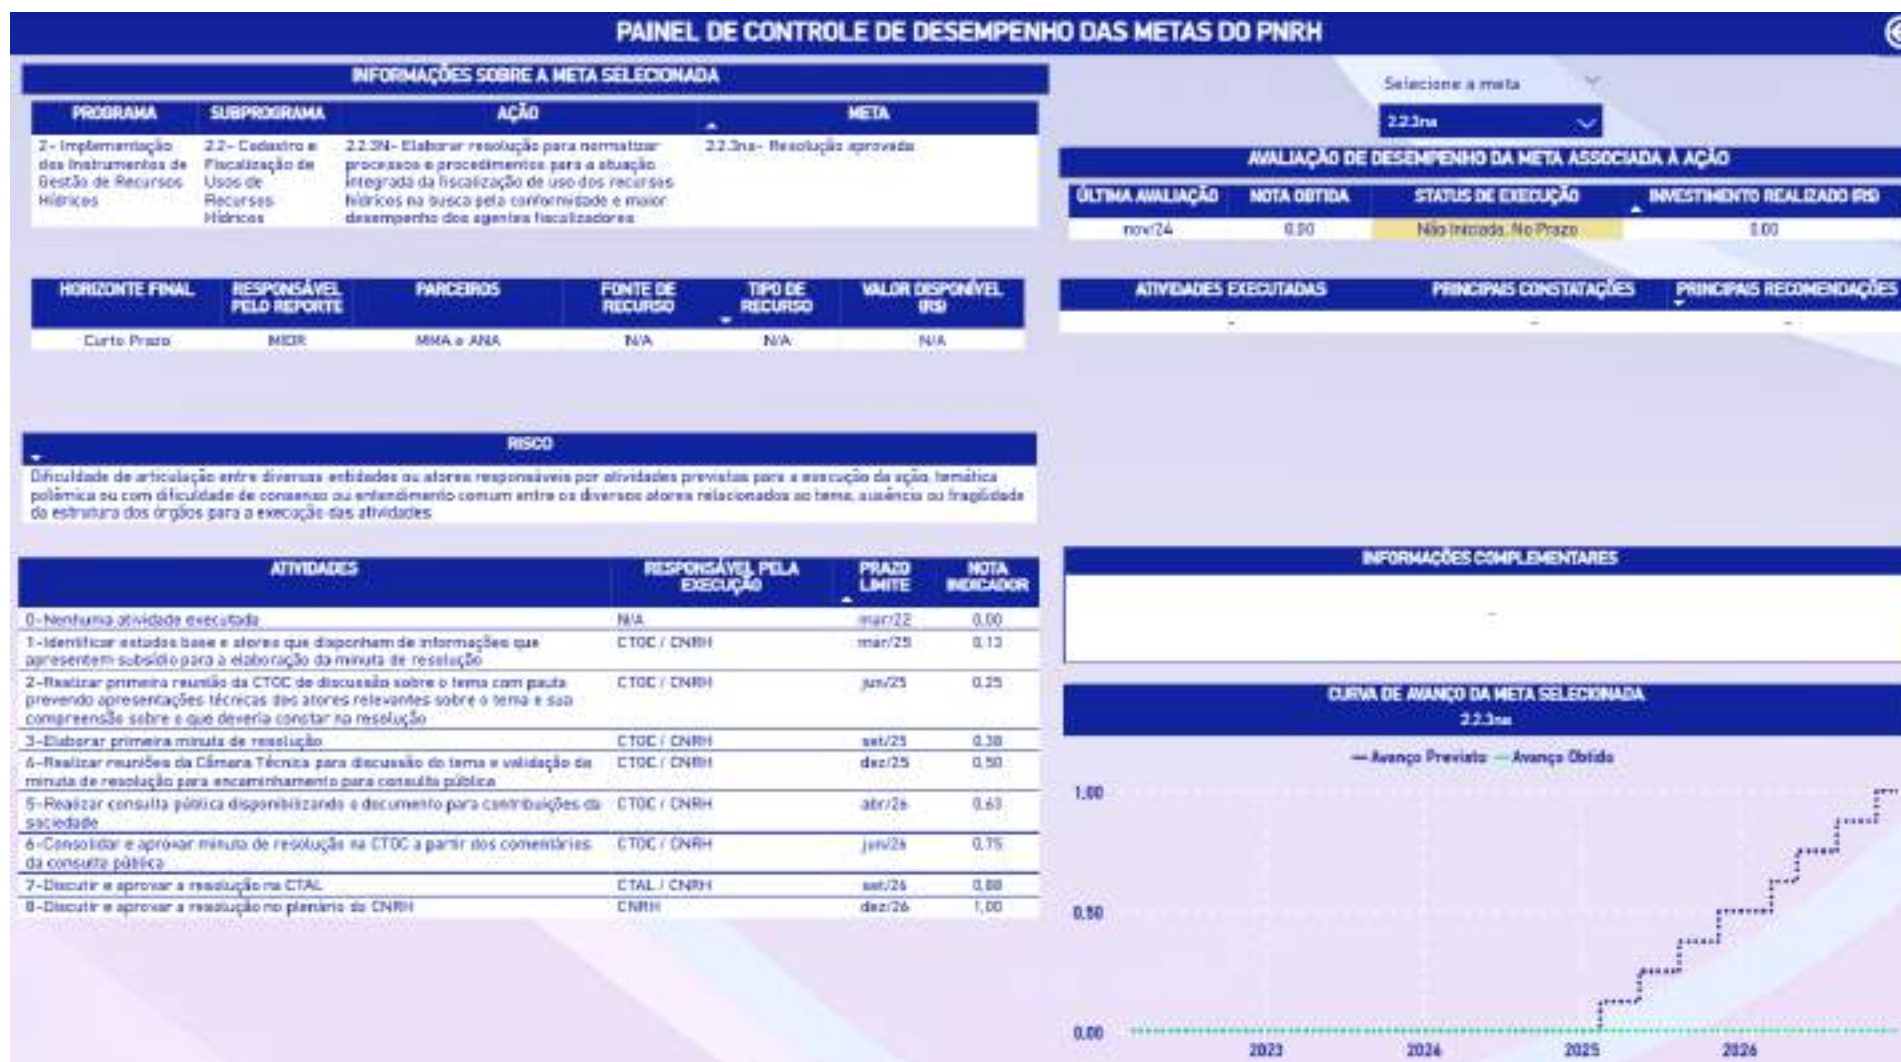 PAINEL DE CONTROLE DE DESEMPENHO DAS METAS DO PNRH
INFORMAÇÕES SOBRE A META SELECIONADA
PROGRAMA SUBPROGRAMA AÇÃO META
2- Implementação 2.2- Cadastro e 2.2.3N- Elaborar resolução para normatizar 2.2.3na- Resolução aprovada
dos Instrumentos de Fiscalização de processos e procedimentos para a atuação
Gestão de Recursos Usos de integrada da fiscalização de uso dos recursos
Hídricos Recursos hídricos na busca pela conformidade e maior
Hídricos desempenho dos agentes fiscalizadores
HORIZONTE FINAL RESPONSÁVEL PARCEIROS FONTE DE TIPO DE VALOR DISPONÍVEL
PELO REPORTE RECURSO RECURSO (R$)
Curto Prazo MIDR MMA e ANA N/A N/A N/A
RISCO
Dificuldade de articulação entre diversas entidades ou atores responsáveis por atividades previstas para a execução da ação, temática
polêmica ou com dificuldade de consenso ou entendimento comum entre os diversos atores relacionados ao tema, ausência ou fragilidade
da estrutura dos órgãos para a execução das atividades
ATIVIDADES RESPONSÁVEL PELA PRAZO NOTA
EXECUÇÃO LIMITE INDICADOR
0-Nenhuma atividade executada N/A mar/22 0,00
1-Identificar estudos base e atores que disponham de informações que CTOC / CNRH mar/25 0,13
apresentem subsídio para a elaboração da minuta de resolução
2-Realizar primeira reunião da CTOC de discussão sobre o tema com pauta CTOC / CNRH jun/25 0,25
prevendo apresentações técnicas dos atores relevantes sobre o tema e sua
compreensão sobre o que deveria constar na resolução
3-Elaborar primeira minuta de resolução CTOC / CNRH set/25 0,38
4-Realizar reuniões da Câmara Técnica para discussão do tema e validação da CTOC / CNRH dez/25 0,50
minuta de resolução para encaminhamento para consulta pública
5-Realizar consulta pública disponibilizando o documento para contribuições da CTOC / CNRH abr/26 0,63
sociedade
6-Consolidar e aprovar minuta de resolução na CTOC a partir dos comentários CTOC / CNRH jun/26 0,75
da consulta pública
7-Discutir e aprovar a resolução na CTAL CTAL / CNRH set/26 0,88
8-Discutir e aprovar a resolução no plenário do CNRH CNRH dez/26 1,00
Selecione a meta
2.2.3na
AVALIAÇÃO DE DESEMPENHO DA META ASSOCIADA À AÇÃO
ÚLTIMA AVALIAÇÃO NOTA OBTIDA STATUS DE EXECUÇÃO INVESTIMENTO REALIZADO (R$)
nov/24 0.00 Não Iniciada. No Prazo 0.00
ATIVIDADES EXECUTADAS PRINCIPAIS CONSTATAÇÕES PRINCIPAIS RECOMENDAÇÕES
- - -
INFORMAÇÕES COMPLEMENTARES
-
CURVA DE AVANÇO DA META SELECIONADA
2.2.3na
Avanço Previsto Avanço Obtido
1.00
0.50
0.00
2023 2024 2025 2026